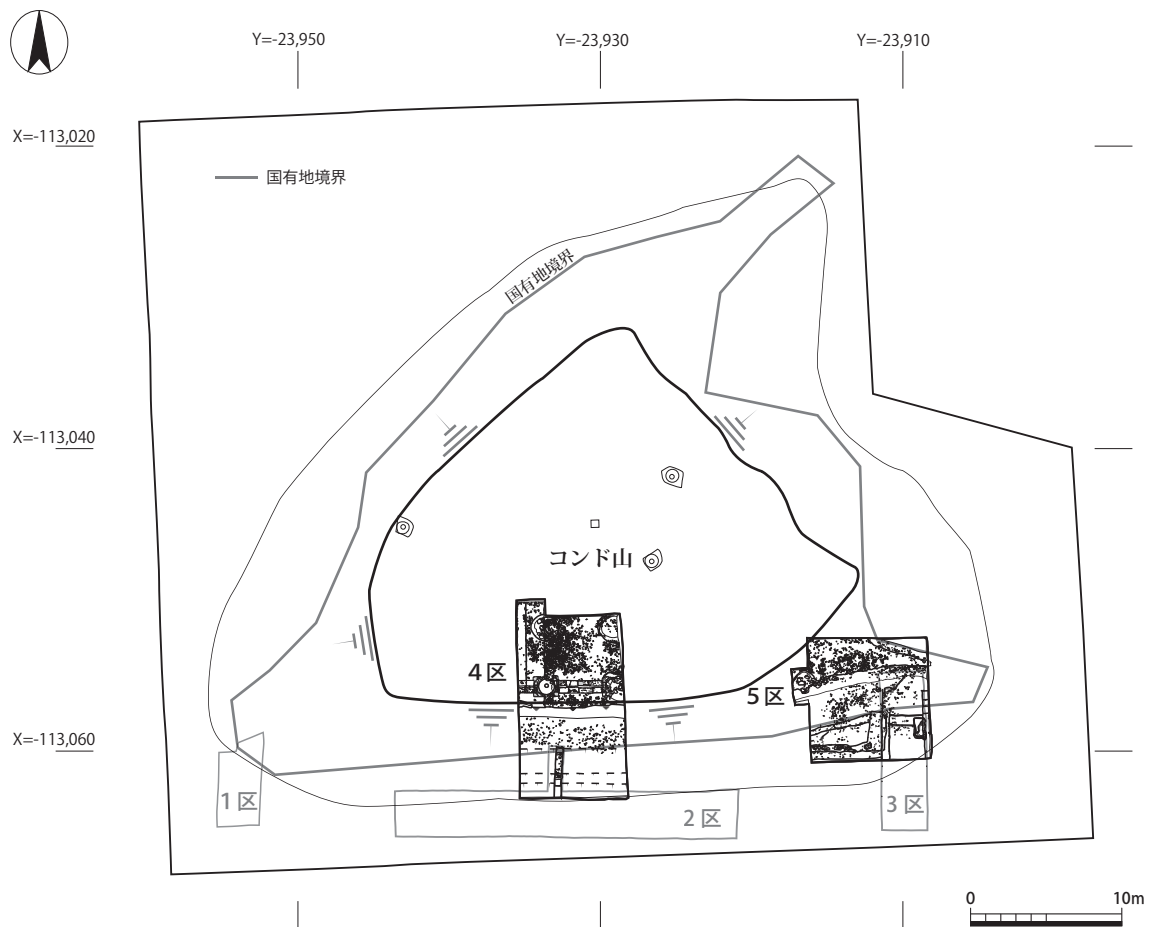 Y=-23,950
Y=-23,930
Y=-23,910
X=-113,020
国有地境界
国有地境界
X=-113,040
コンド山
4区
5区
X=-113,060
1区
2区
3区
0
10m